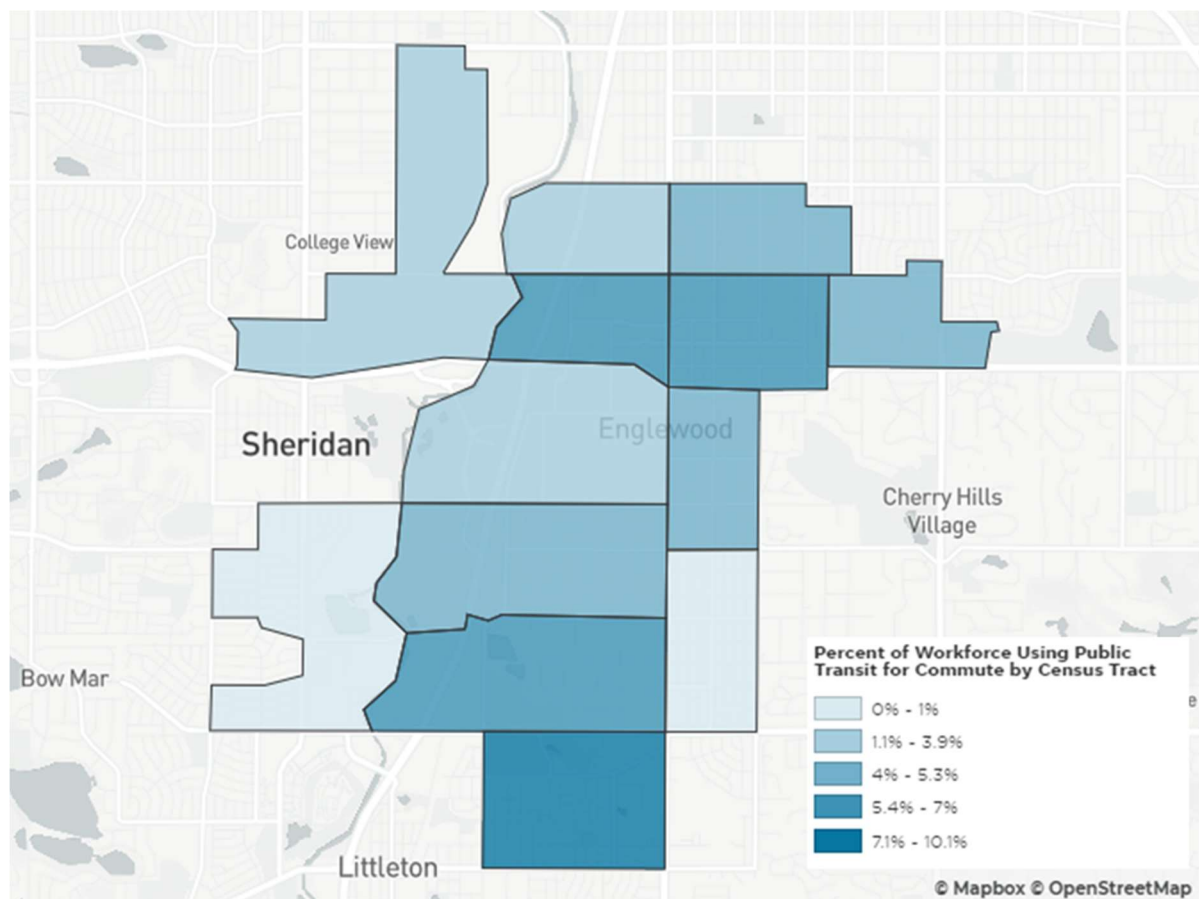 College View
Englewood
Sheridan
Cherry Hills
Village
Bow Mar
Percent of Workforce Using Public
Transit for Commute by Census Tract
0% - 1%
1.1% - 3.9%
4% - 5.3%
5.4% - 7%
7.1% - 10.1%
e
Littleton
© Mapbox © OpenStreetMap